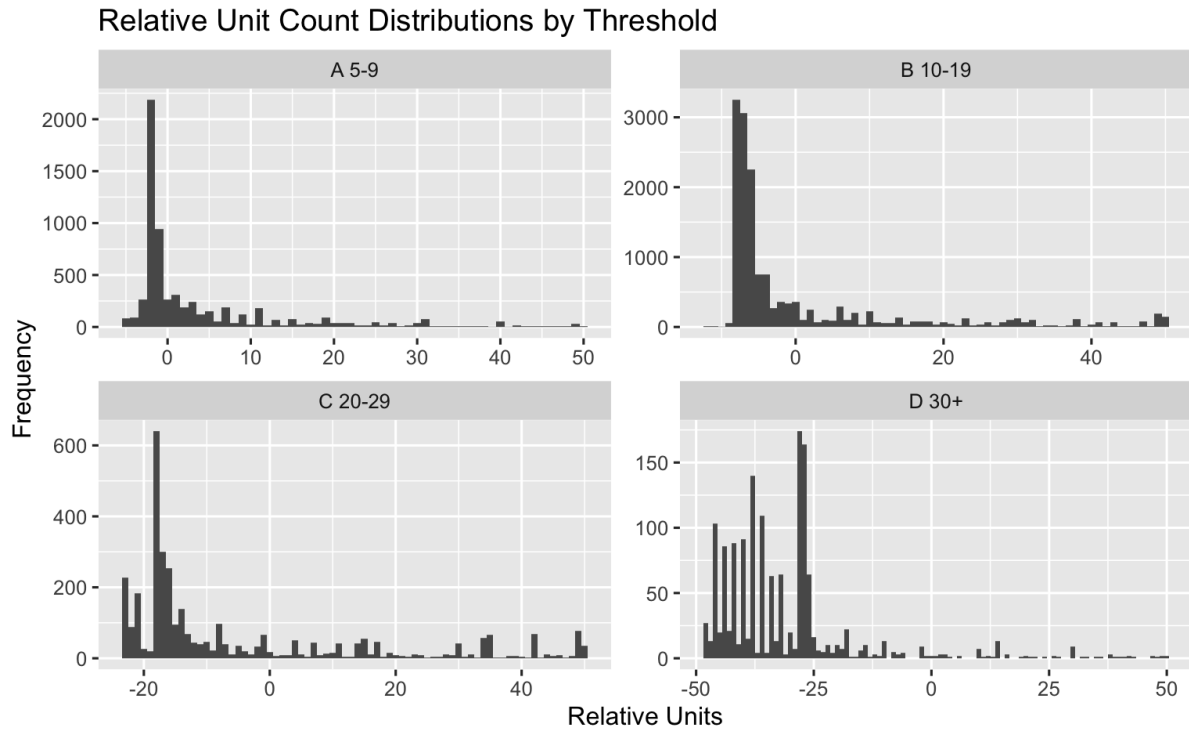 Relative Unit Count Distributions by Threshold
A 5-9
B 10-19
2000
1500
1000
500
0
3000
2000
1000
0
0 10 20 30 40 50
0 20 40
C 20-29
D 30+
600
400
200
0
150
100
50
0
-20 0 20 40
-50 -25 0 25 50
Frequency
Relative Units